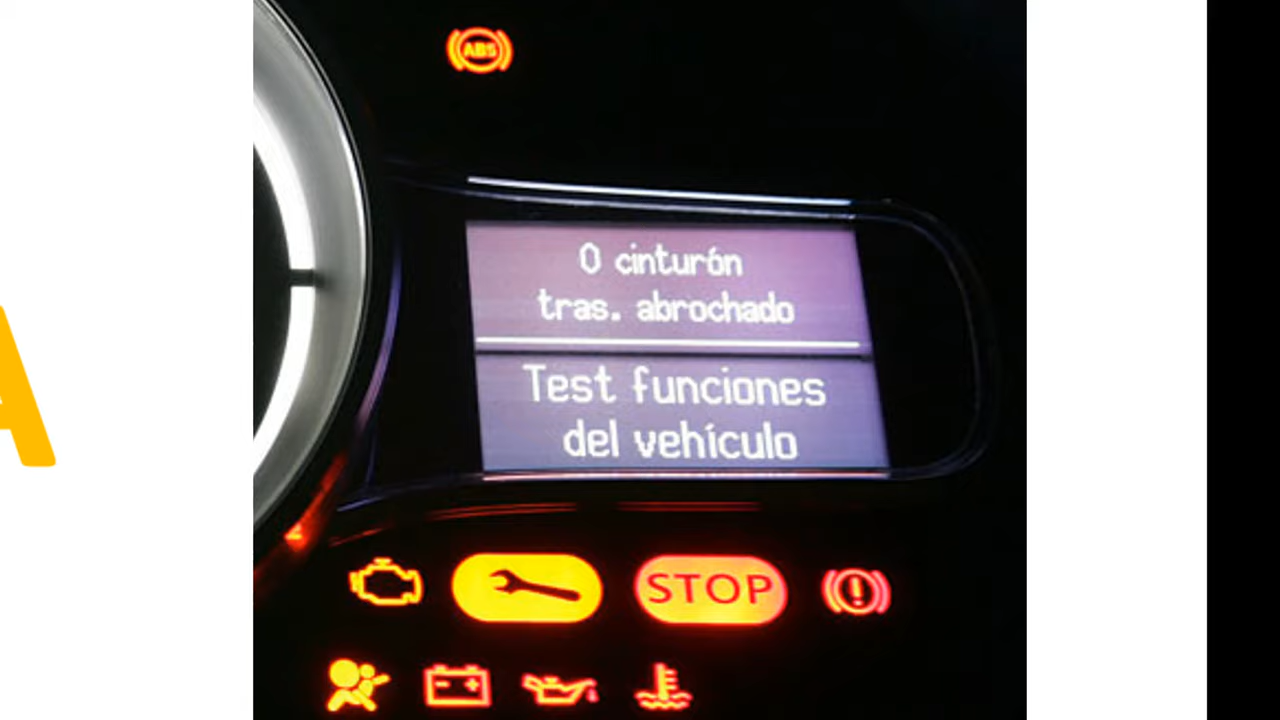 ABS
0 cinturón
tras. abrochado
Test funciones
del vehículo
STOP
A